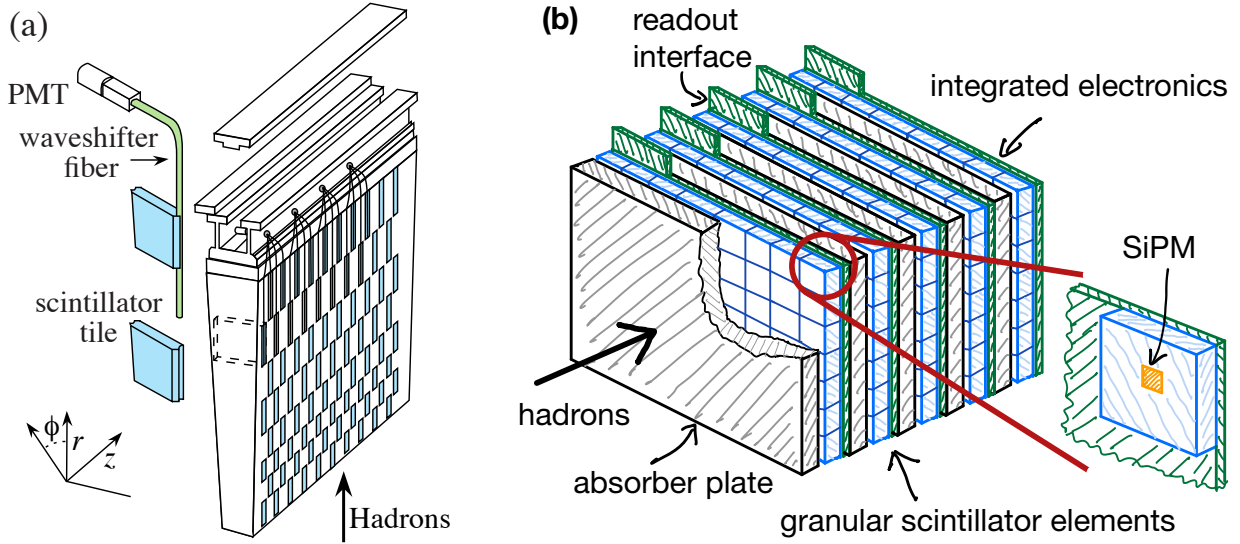 (a)
PMT
waveshifter
fiber
scintillator
tile
ϕ
r
z
Hadrons
(b)
readout
interface
integrated electronics
SiPM
hadrons
absorber plate
granular scintillator elements